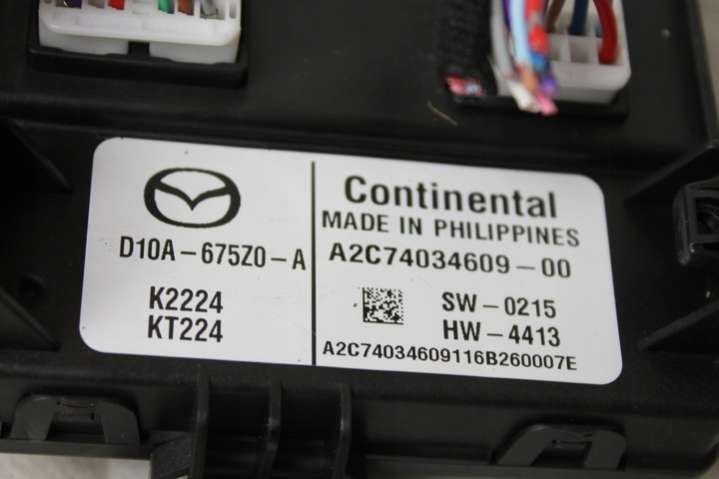 D10A-675Z0-A
K2224
KT224
Continental
MADE IN PHILIPPINES
A2C74034609-00
SW-0215
HW-4413
A2C74034609116B260007E